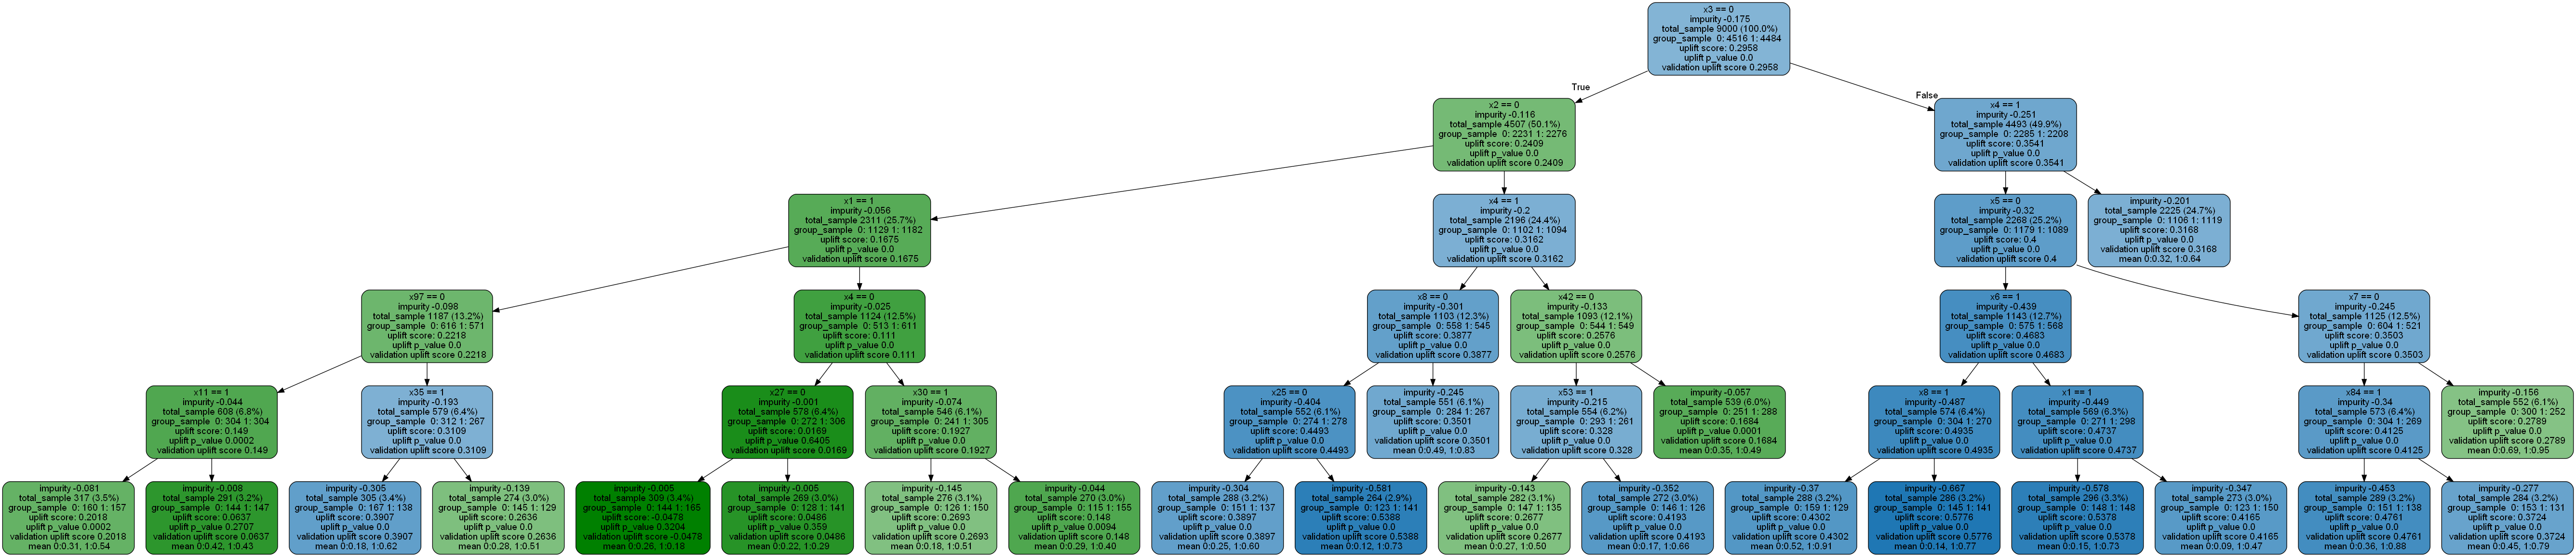 x3 == 0
impurity -0.175
total_sample 9000 (100.0%)
group_sample 0: 4516 1: 4484
uplift score: 0.2958
uplift p_value 0.0
validation uplift score 0.2958
True
False
x2 == 0
impurity -0.116
total_sample 4507 (50.1%)
group_sample 0: 2231 1: 2276
uplift score: 0.2409
uplift p_value 0.0
validation uplift score 0.2409
x4 == 1
impurity -0.251
total_sample 4493 (49.9%)
group_sample 0: 2285 1: 2208
uplift score: 0.3541
uplift p_value 0.0
validation uplift score 0.3541
x1 == 1
impurity -0.056
total_sample 2311 (25.7%)
group_sample 0: 1129 1: 1182
uplift score: 0.1675
uplift p_value 0.0
validation uplift score 0.1675
x4 == 1
impurity -0.2
total_sample 2196 (24.4%)
group_sample 0: 1102 1: 1094
uplift score: 0.3162
uplift p_value 0.0
validation uplift score 0.3162
x5 == 0
impurity -0.32
total_sample 2268 (25.2%)
group_sample 0: 1179 1: 1089
uplift score: 0.4
uplift p_value 0.0
validation uplift score 0.4
impurity -0.201
total_sample 2225 (24.7%)
group_sample 0: 1106 1: 1119
uplift score: 0.3168
uplift p_value 0.0
validation uplift score 0.3168
mean 0:0.32, 1:0.64
x97 == 0
impurity -0.098
total_sample 1187 (13.2%)
group_sample 0: 616 1: 571
uplift score: 0.2218
uplift p_value 0.0
validation uplift score 0.2218
x4 == 0
impurity -0.025
total_sample 1124 (12.5%)
group_sample 0: 513 1: 611
uplift score: 0.111
uplift p_value 0.0
validation uplift score 0.111
x8 == 0
impurity -0.301
total_sample 1103 (12.3%)
group_sample 0: 558 1: 545
uplift score: 0.3877
uplift p_value 0.0
validation uplift score 0.3877
x42 == 0
impurity -0.133
total_sample 1093 (12.1%)
group_sample 0: 544 1: 549
uplift score: 0.2576
uplift p_value 0.0
validation uplift score 0.2576
x6 == 1
impurity -0.439
total_sample 1143 (12.7%)
group_sample 0: 575 1: 568
uplift score: 0.4683
uplift p_value 0.0
validation uplift score 0.4683
x7 == 0
impurity -0.245
total_sample 1125 (12.5%)
group_sample 0: 604 1: 521
uplift score: 0.3503
uplift p_value 0.0
validation uplift score 0.3503
x11 == 1
impurity -0.044
total_sample 608 (6.8%)
group_sample 0: 304 1: 304
uplift score: 0.149
uplift p_value 0.0002
validation uplift score 0.149
x35 == 1
impurity -0.193
total_sample 579 (6.4%)
group_sample 0: 312 1: 267
uplift score: 0.3109
uplift p_value 0.0
validation uplift score 0.3109
x27 == 0
impurity -0.001
total_sample 578 (6.4%)
group_sample 0: 272 1: 306
uplift score: 0.0169
uplift p_value 0.6405
validation uplift score 0.0169
x30 == 1
impurity -0.074
total_sample 546 (6.1%)
group_sample 0: 241 1: 305
uplift score: 0.1927
uplift p_value 0.0
validation uplift score 0.1927
x25 == 0
impurity -0.404
total_sample 552 (6.1%)
group_sample 0: 274 1: 278
uplift score: 0.4493
uplift p_value 0.0
validation uplift score 0.4493
impurity -0.245
total_sample 551 (6.1%)
group_sample 0: 284 1: 267
uplift score: 0.3501
uplift p_value 0.0
validation uplift score 0.3501
mean 0:0.49, 1:0.83
x53 == 1
impurity -0.215
total_sample 554 (6.2%)
group_sample 0: 293 1: 261
uplift score: 0.328
uplift p_value 0.0
validation uplift score 0.328
impurity -0.057
total_sample 539 (6.0%)
group_sample 0: 251 1: 288
uplift score: 0.1684
uplift p_value 0.0001
validation uplift score 0.1684
mean 0:0.35, 1:0.49
x8 == 1
impurity -0.487
total_sample 574 (6.4%)
group_sample 0: 304 1: 270
uplift score: 0.4935
uplift p_value 0.0
validation uplift score 0.4935
x1 == 1
impurity -0.449
total_sample 569 (6.3%)
group_sample 0: 271 1: 298
uplift score: 0.4737
uplift p_value 0.0
validation uplift score 0.4737
x84 == 1
impurity -0.34
total_sample 573 (6.4%)
group_sample 0: 304 1: 269
uplift score: 0.4125
uplift p_value 0.0
validation uplift score 0.4125
impurity -0.156
total_sample 552 (6.1%)
group_sample 0: 300 1: 252
uplift score: 0.2789
uplift p_value 0.0
validation uplift score 0.2789
mean 0:0.69, 1:0.95
impurity -0.081
total_sample 317 (3.5%)
group_sample 0: 160 1: 157
uplift score: 0.2018
uplift p_value 0.0002
validation uplift score 0.2018
mean 0:0.31, 1:0.54
impurity -0.008
total_sample 291 (3.2%)
group_sample 0: 144 1: 147
uplift score: 0.0637
uplift p_value 0.2707
validation uplift score 0.0637
mean 0:0.42, 1:0.43
impurity -0.305
total_sample 305 (3.4%)
group_sample 0: 167 1: 138
uplift score: 0.3907
uplift p_value 0.0
validation uplift score 0.3907
mean 0:0.18, 1:0.62
impurity -0.139
total_sample 274 (3.0%)
group_sample 0: 145 1: 129
uplift score: 0.2636
uplift p_value 0.0
validation uplift score 0.2636
mean 0:0.28, 1:0.51
impurity -0.005
total_sample 309 (3.4%)
group_sample 0: 144 1: 165
uplift score: -0.0478
uplift p_value 0.3204
validation uplift score -0.0478
mean 0:0.26, 1:0.18
impurity -0.005
total_sample 269 (3.0%)
group_sample 0: 128 1: 141
uplift score: 0.0486
uplift p_value 0.359
validation uplift score 0.0486
mean 0:0.22, 1:0.29
impurity -0.145
total_sample 276 (3.1%)
group_sample 0: 126 1: 150
uplift score: 0.2693
uplift p_value 0.0
validation uplift score 0.2693
mean 0:0.18, 1:0.51
impurity -0.044
total_sample 270 (3.0%)
group_sample 0: 115 1: 155
uplift score: 0.148
uplift p_value 0.0094
validation uplift score 0.148
mean 0:0.29, 1:0.40
impurity -0.304
total_sample 288 (3.2%)
group_sample 0: 151 1: 137
uplift score: 0.3897
uplift p_value 0.0
validation uplift score 0.3897
mean 0:0.25, 1:0.60
impurity -0.581
total_sample 264 (2.9%)
group_sample 0: 123 1: 141
uplift score: 0.5388
uplift p_value 0.0
validation uplift score 0.5388
mean 0:0.12, 1:0.73
impurity -0.143
total_sample 282 (3.1%)
group_sample 0: 147 1: 135
uplift score: 0.2677
uplift p_value 0.0
validation uplift score 0.2677
mean 0:0.27, 1:0.50
impurity -0.352
total_sample 272 (3.0%)
group_sample 0: 146 1: 126
uplift score: 0.4193
uplift p_value 0.0
validation uplift score 0.4193
mean 0:0.17, 1:0.66
impurity -0.37
total_sample 288 (3.2%)
group_sample 0: 159 1: 129
uplift score: 0.4302
uplift p_value 0.0
validation uplift score 0.4302
mean 0:0.52, 1:0.91
impurity -0.667
total_sample 286 (3.2%)
group_sample 0: 145 1: 141
uplift score: 0.5776
uplift p_value 0.0
validation uplift score 0.5776
mean 0:0.14, 1:0.77
impurity -0.578
total_sample 296 (3.3%)
group_sample 0: 148 1: 148
uplift score: 0.5378
uplift p_value 0.0
validation uplift score 0.5378
mean 0:0.15, 1:0.73
impurity -0.347
total_sample 273 (3.0%)
group_sample 0: 123 1: 150
uplift score: 0.4165
uplift p_value 0.0
validation uplift score 0.4165
mean 0:0.09, 1:0.47
impurity -0.453
total_sample 289 (3.2%)
group_sample 0: 151 1: 138
uplift score: 0.4761
uplift p_value 0.0
validation uplift score 0.4761
mean 0:0.36, 1:0.88
impurity -0.277
total_sample 284 (3.2%)
group_sample 0: 153 1: 131
uplift score: 0.3724
uplift p_value 0.0
validation uplift score 0.3724
mean 0:0.45, 1:0.79